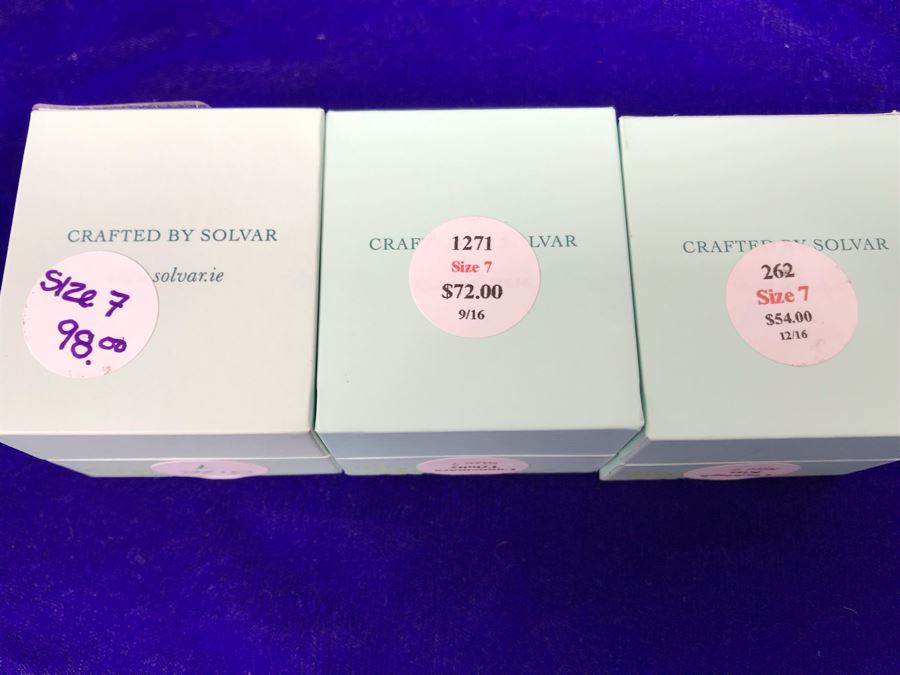 CRAFTED BY SOLVAR
solvar.ie
Size 7
98.00
CRAF LVAR
1271
Size 7
$72.00
9/16
CRAFTED BY SOLVAR
262
Size 7
$54.00
12/16